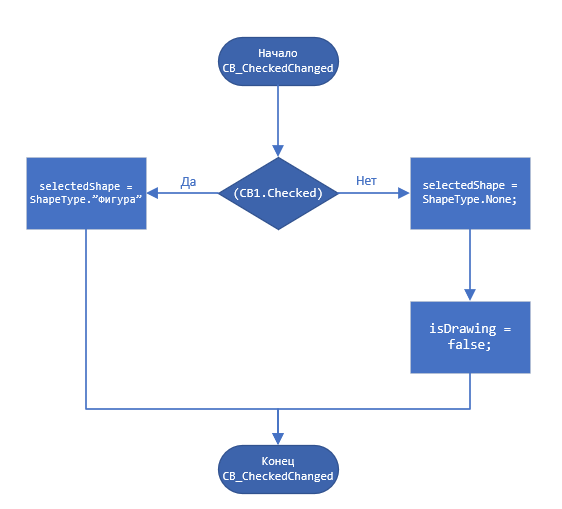 Начало
CB_CheckedChanged
Да
(CB1.Checked)
Нет
selectedShape =
ShapeType.”Фигура”
selectedShape =
ShapeType.None;
isDrawing =
false;
Конец
CB_CheckedChanged